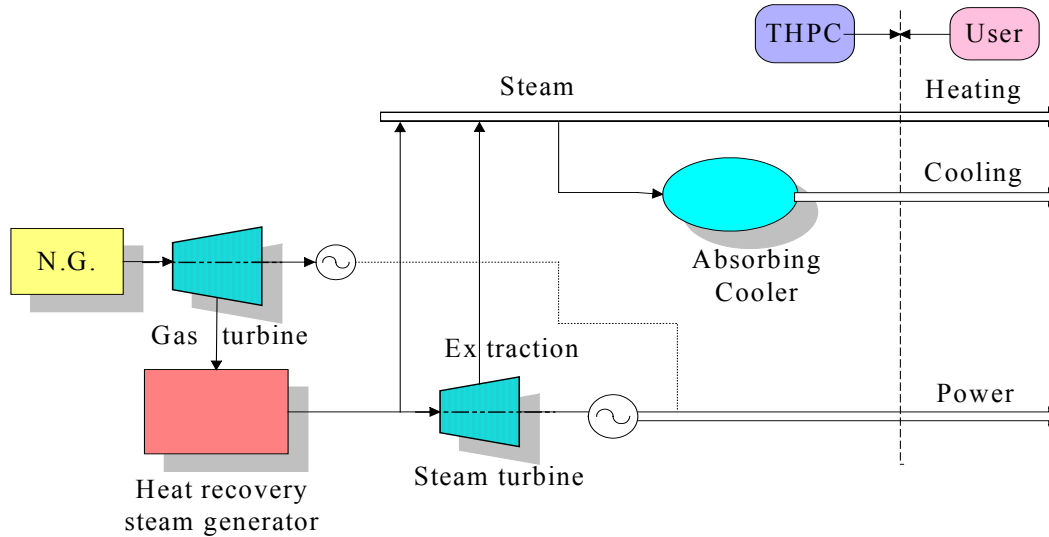 THPC
User
Steam
Heating
Cooling
N.G.
Absorbing
Cooler
Gas turbine
Ex traction
Power
Steam turbine
Heat recovery
steam generator